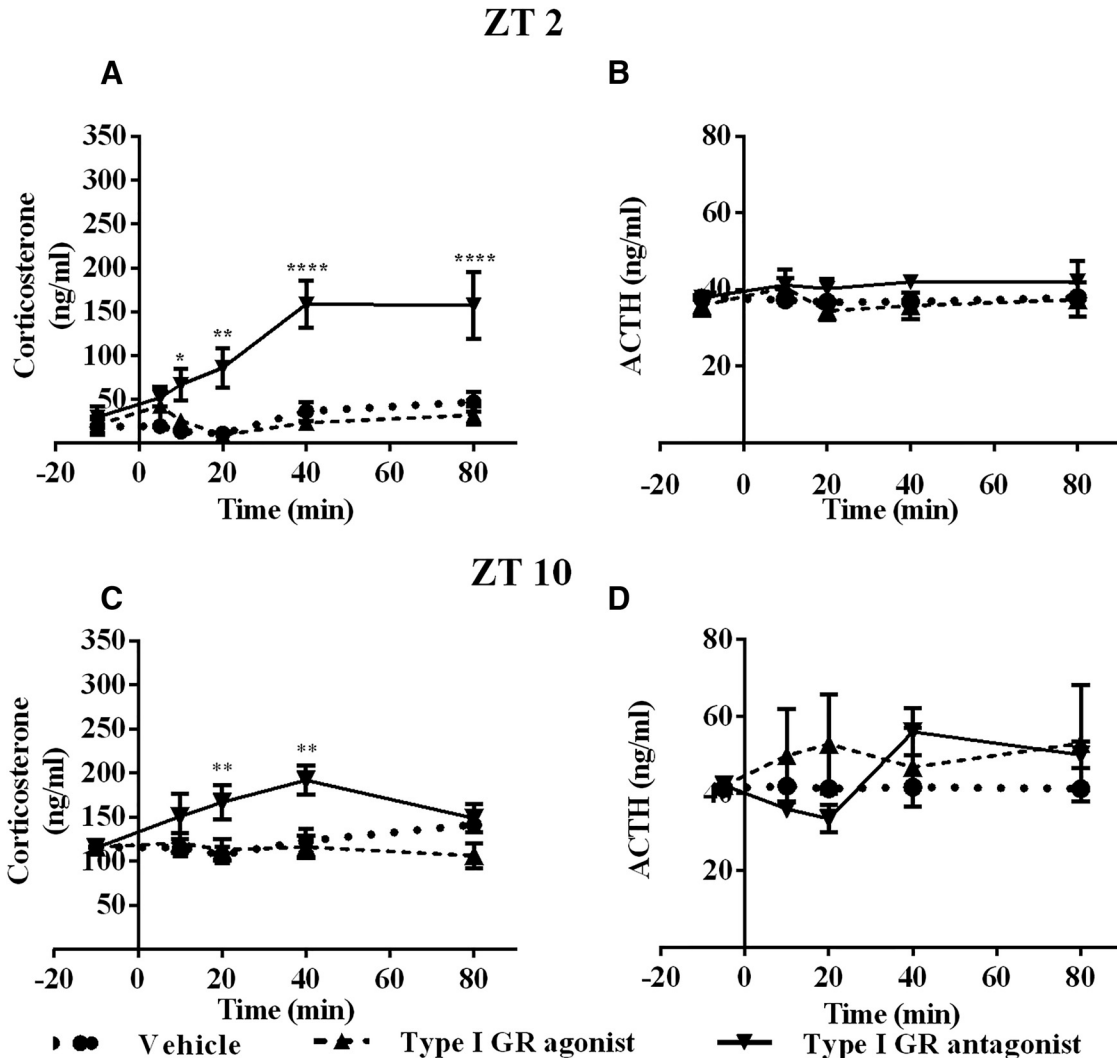 ZT 2
A
Corticosterone
(ng/ml)
350
300
250
200
150
100
50
*
**
****
****
-20 0 20 40 60 80
Time (min)
B
ACTH (ng/ml)
80
60
40
20
-20 0 20 40 60 80
Time (min)
ZT 10
C
Corticosterone
(ng/ml)
350
300
250
200
150
100
50
**
**
-20 0 20 40 60 80
Time (min)
D
ACTH (ng/ml)
80
60
40
20
-20 0 20 40 60 80
Time (min)
Vehicle Type I GR agonist Type I GR antagonist